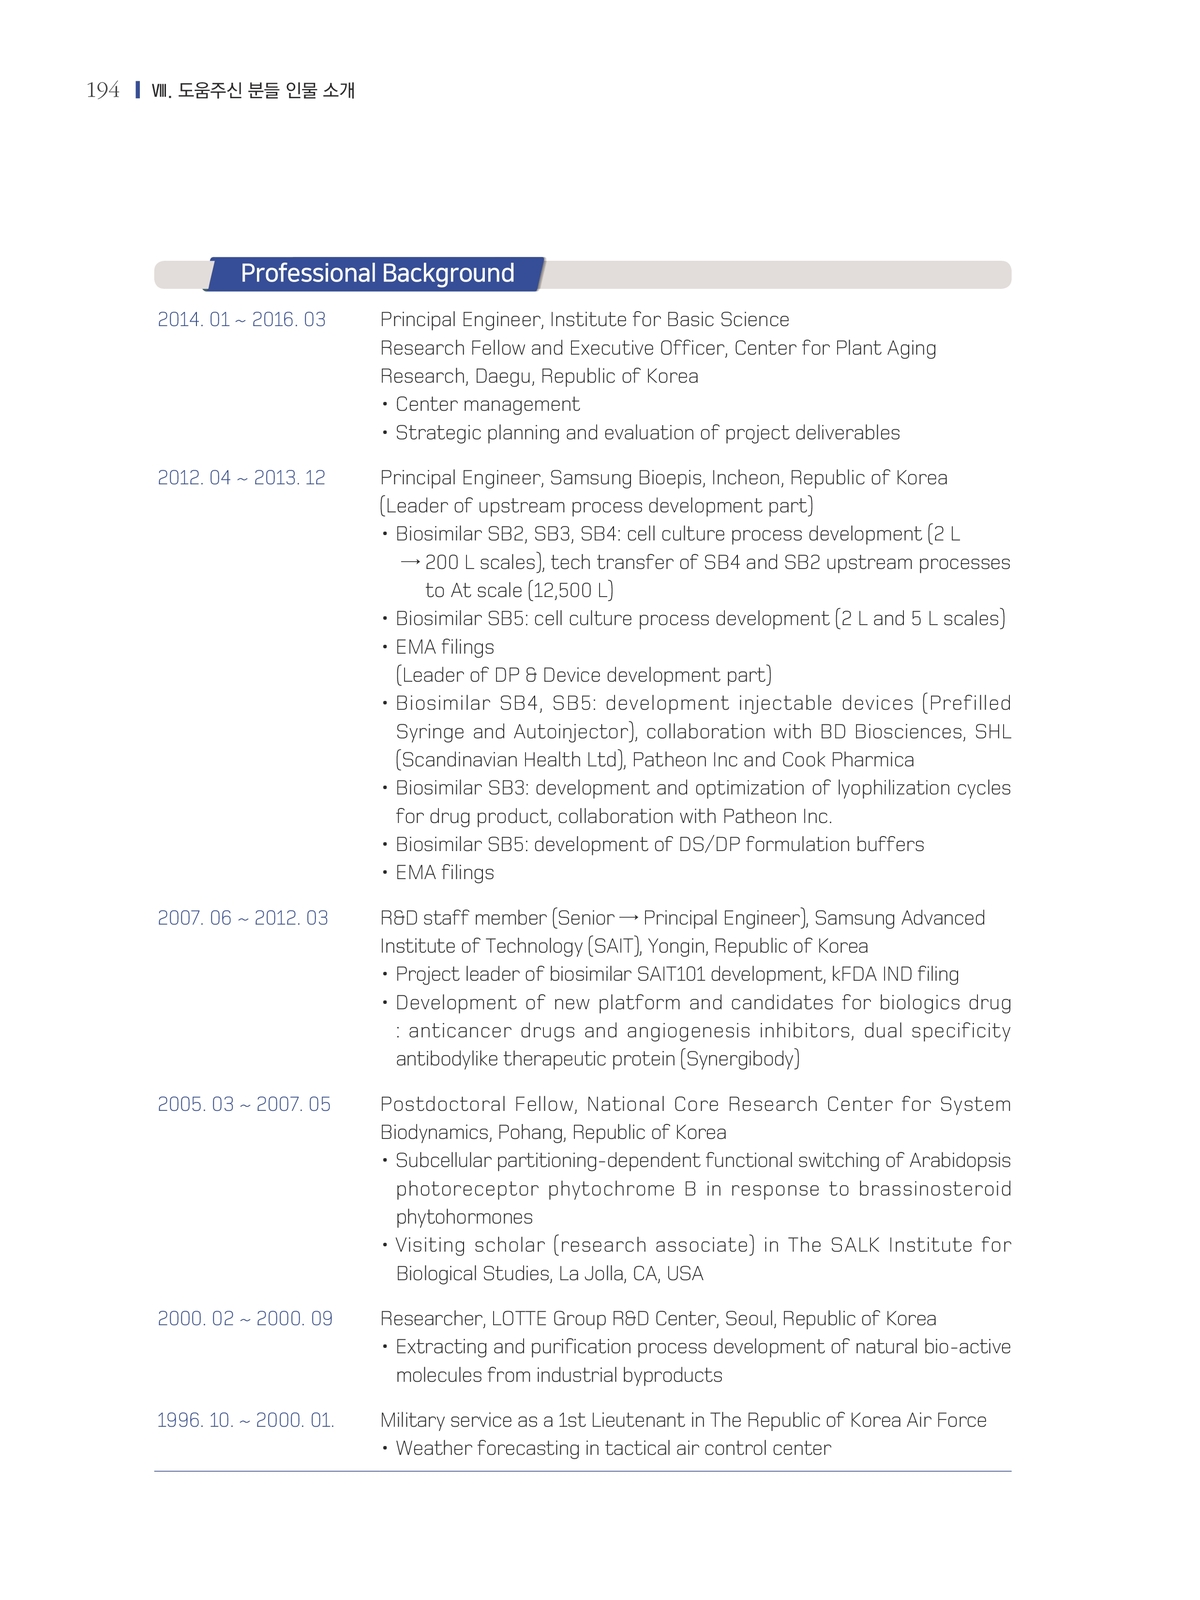 194 Ⅷ. 도움주신 분들 인물 소개
Professional Background
2014. 01 ~ 2016. 03 Principal Engineer, Institute for Basic Science
Research Fellow and Executive Officer, Center for Plant Aging
Research, Daegu, Republic of Korea
• Center management
• Strategic planning and evaluation of project deliverables
2012. 04 ~ 2013. 12 Principal Engineer, Samsung Bioepis, Incheon, Republic of Korea
(Leader of upstream process development part)
• Biosimilar SB2, SB3, SB4: cell culture process development (2 L
→ 200 L scales), tech transfer of SB4 and SB2 upstream processes
to At scale (12,500 L)
• Biosimilar SB5: cell culture process development (2 L and 5 L scales)
• EMA filings
(Leader of DP & Device development part)
• Biosimilar SB4, SB5: development injectable devices (Prefilled
Syringe and Autoinjector), collaboration with BD Biosciences, SHL
(Scandinavian Health Ltd), Patheon Inc and Cook Pharmica
• Biosimilar SB3: development and optimization of lyophilization cycles
for drug product, collaboration with Patheon Inc.
• Biosimilar SB5: development of DS/DP formulation buffers
• EMA filings
2007. 06 ~ 2012. 03 R&D staff member (Senior → Principal Engineer), Samsung Advanced
Institute of Technology (SAIT), Yongin, Republic of Korea
• Project leader of biosimilar SAIT101 development, kFDA IND filing
• Development of new platform and candidates for biologics drug
: anticancer drugs and angiogenesis inhibitors, dual specificity
antibodylike therapeutic protein (Synergibody)
2005. 03 ~ 2007. 05 Postdoctoral Fellow, National Core Research Center for System
Biodynamics, Pohang, Republic of Korea
• Subcellular partitioning-dependent functional switching of Arabidopsis
photoreceptor phytochrome B in response to brassinosteroid
phytohormones
• Visiting scholar (research associate) in The SALK Institute for
Biological Studies, La Jolla, CA, USA
2000. 02 ~ 2000. 09 Researcher, LOTTE Group R&D Center, Seoul, Republic of Korea
• Extracting and purification process development of natural bio-active
molecules from industrial byproducts
1996. 10. ~ 2000. 01. Military service as a 1st Lieutenant in The Republic of Korea Air Force
• Weather forecasting in tactical air control center